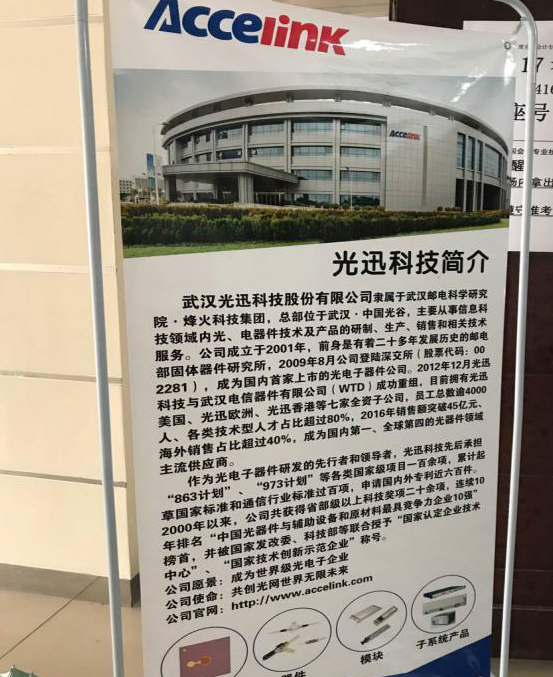 Accelink
Accelink
光迅科技简介
武汉光迅科技股份有限公司隶属于武汉邮电科学研究
院·烽火科技集团，总部位于武汉·中国光谷，主要从事信息科
技领域内光、电器件技术及产品的研制、生产、销售和相关技术
服务。公司成立于2001年，前身是有着二十多年发展历史的邮电
部固体器件研究所，2009年8月公司登陆深交所（股票代码：00
2281），成为国内首家上市的光电子器件公司。2012年12月光迅
科技与武汉电信器件有限公司（WTD）成功重组，目前拥有光迅
美国、光迅欧洲、光迅香港等七家全资子公司，员工总数逾4000
人、各类技术型人才占比超过80%，2016年销售额突破45亿元、
海外销售占比超过40%，成为国内第一、全球第四的光器件领域
主流供应商。
作为光电子器件研发的先行者和领导者，光迅科技先后承担
“863计划”、“973计划”等各类国家级项目一百余项，累计起
草国家标准和通信行业标准过百项，申请国内外专利近六百件。
2000年以来，公司共获得省部级以上科技奖项二十余项，连续10
年排名“中国光器件与辅助设备和原材料最具竞争力企业10强”
榜首，并被国家发改委、科技部等联合授予“国家认定企业技术
中心”、“国家技术创新示范企业”称号。
公司愿景：成为世界级光电子企业
公司使命：共创光网世界无限未来
公司官网：http://www.accelink.com
器件
模块
子系统产品
17
416
座号
醒